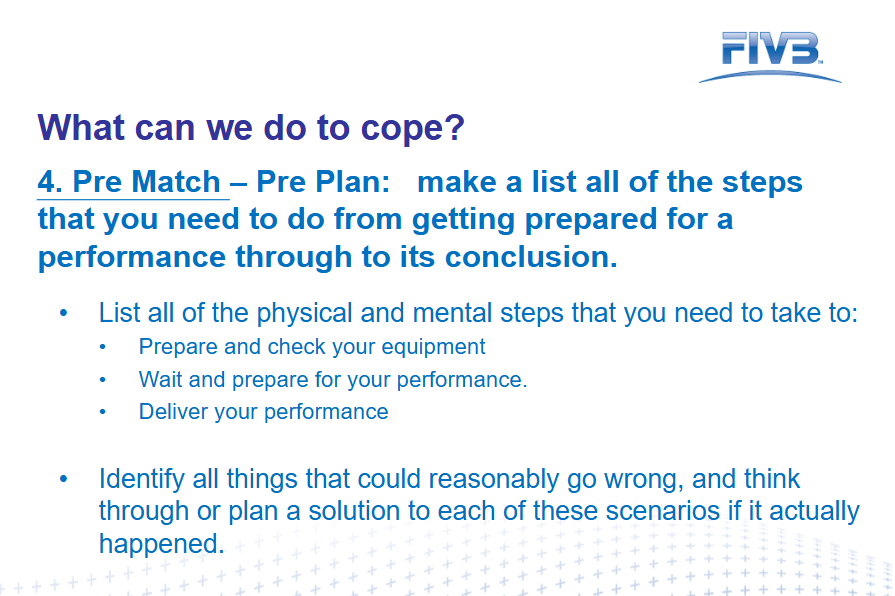 FIVB™
What can we do to cope?
4. Pre Match – Pre Plan: make a list all of the steps
that you need to do from getting prepared for a
performance through to its conclusion.
• List all of the physical and mental steps that you need to take to:
• Prepare and check your equipment
• Wait and prepare for your performance.
• Deliver your performance
• Identify all things that could reasonably go wrong, and think
through or plan a solution to each of these scenarios if it actually
happened.